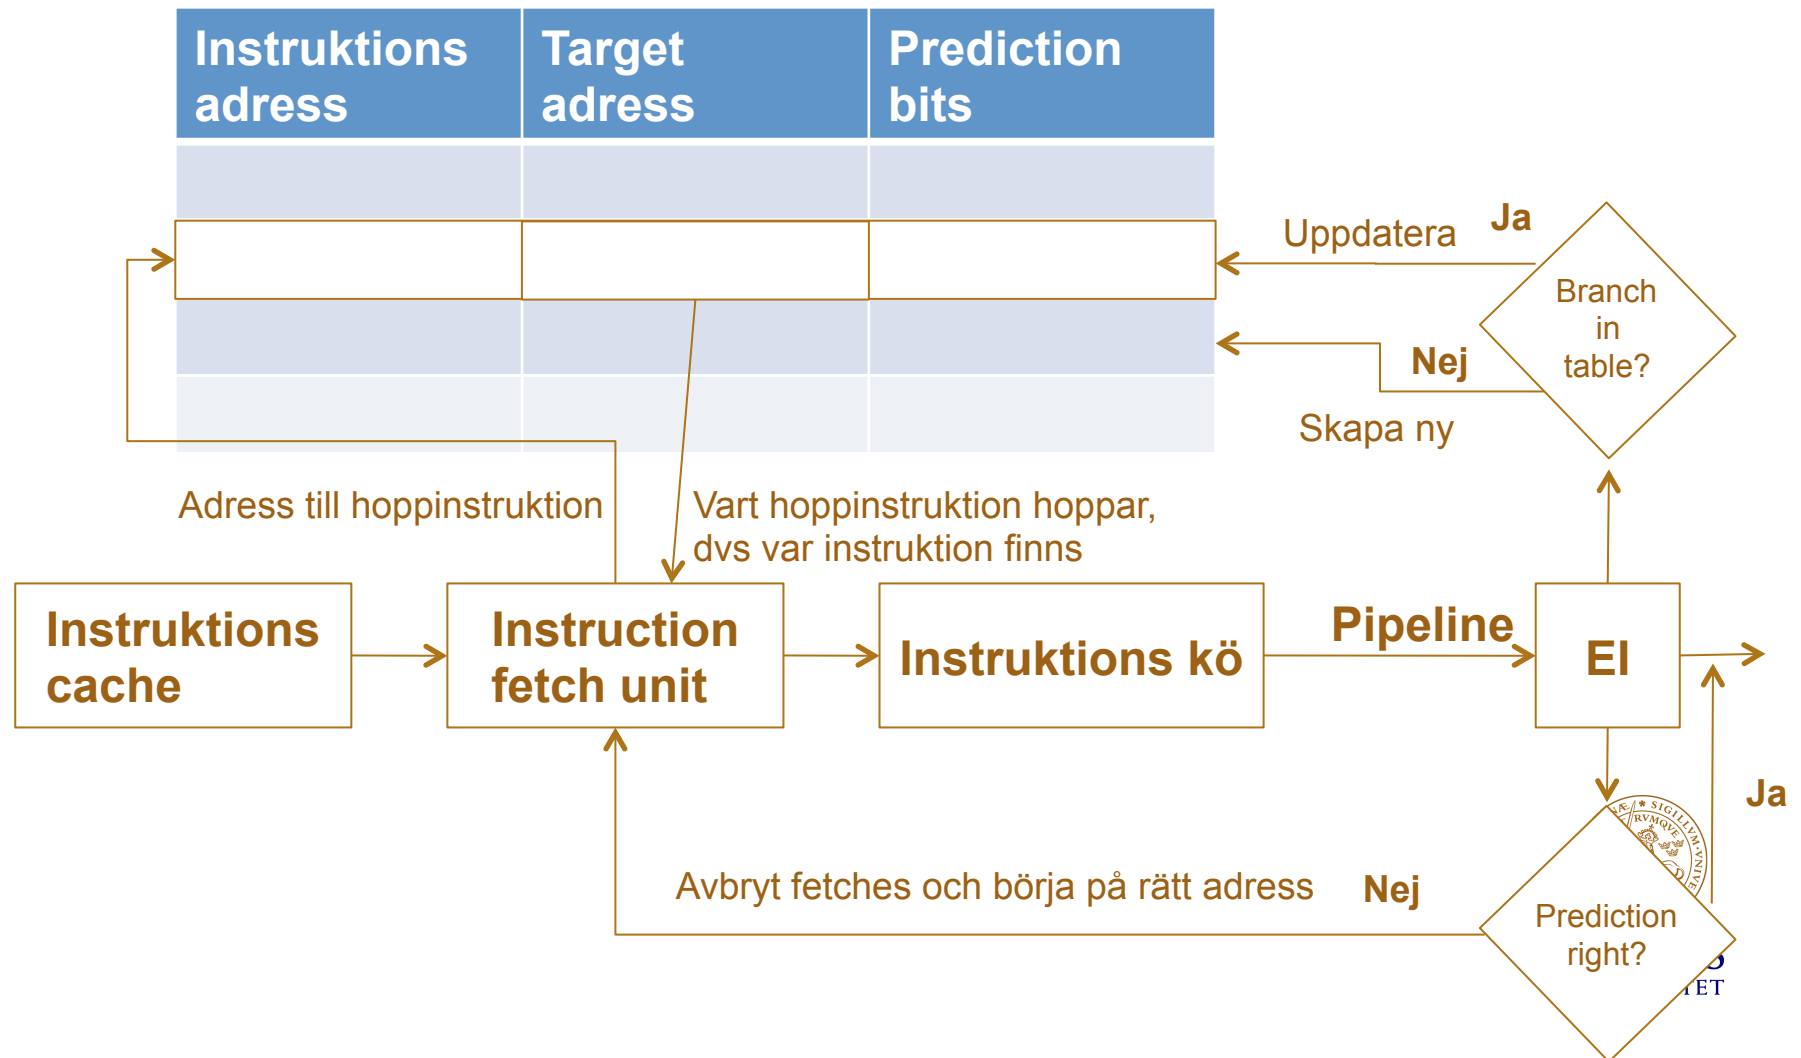 Instruktions
adress
Target
adress
Prediction
bits
Uppdatera
Ja
Branch
in
table?
Nej
Skapa ny
Adress till hoppinstruktion
Vart hoppinstruktion hoppar,
dvs var instruktion finns
Instruktions
cache
Instruction
fetch unit
Instruktions kö
Pipeline
EI
Ja
Avbryt fetches och börja på rätt adress
Nej
Prediction
right?
SIGILLVM
RVMQVE